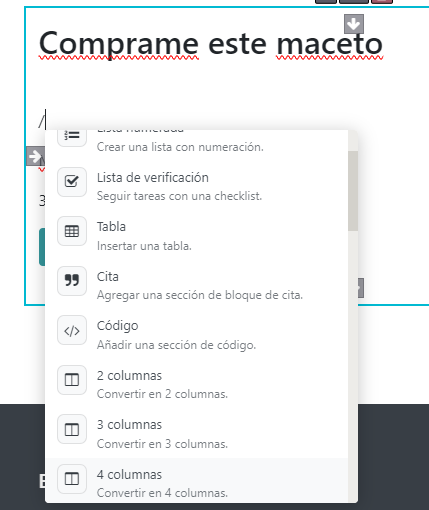 Comprame este maceto
/
Lista numerada
Crear una lista con numeración.
Lista de verificación
Seguir tareas con una checklist.
Tabla
Insertar una tabla.
Cita
Agregar una sección de bloque de cita.
Código
Añadir una sección de código.
2 columnas
Convertir en 2 columnas.
3 columnas
Convertir en 3 columnas.
4 columnas
Convertir en 4 columnas.